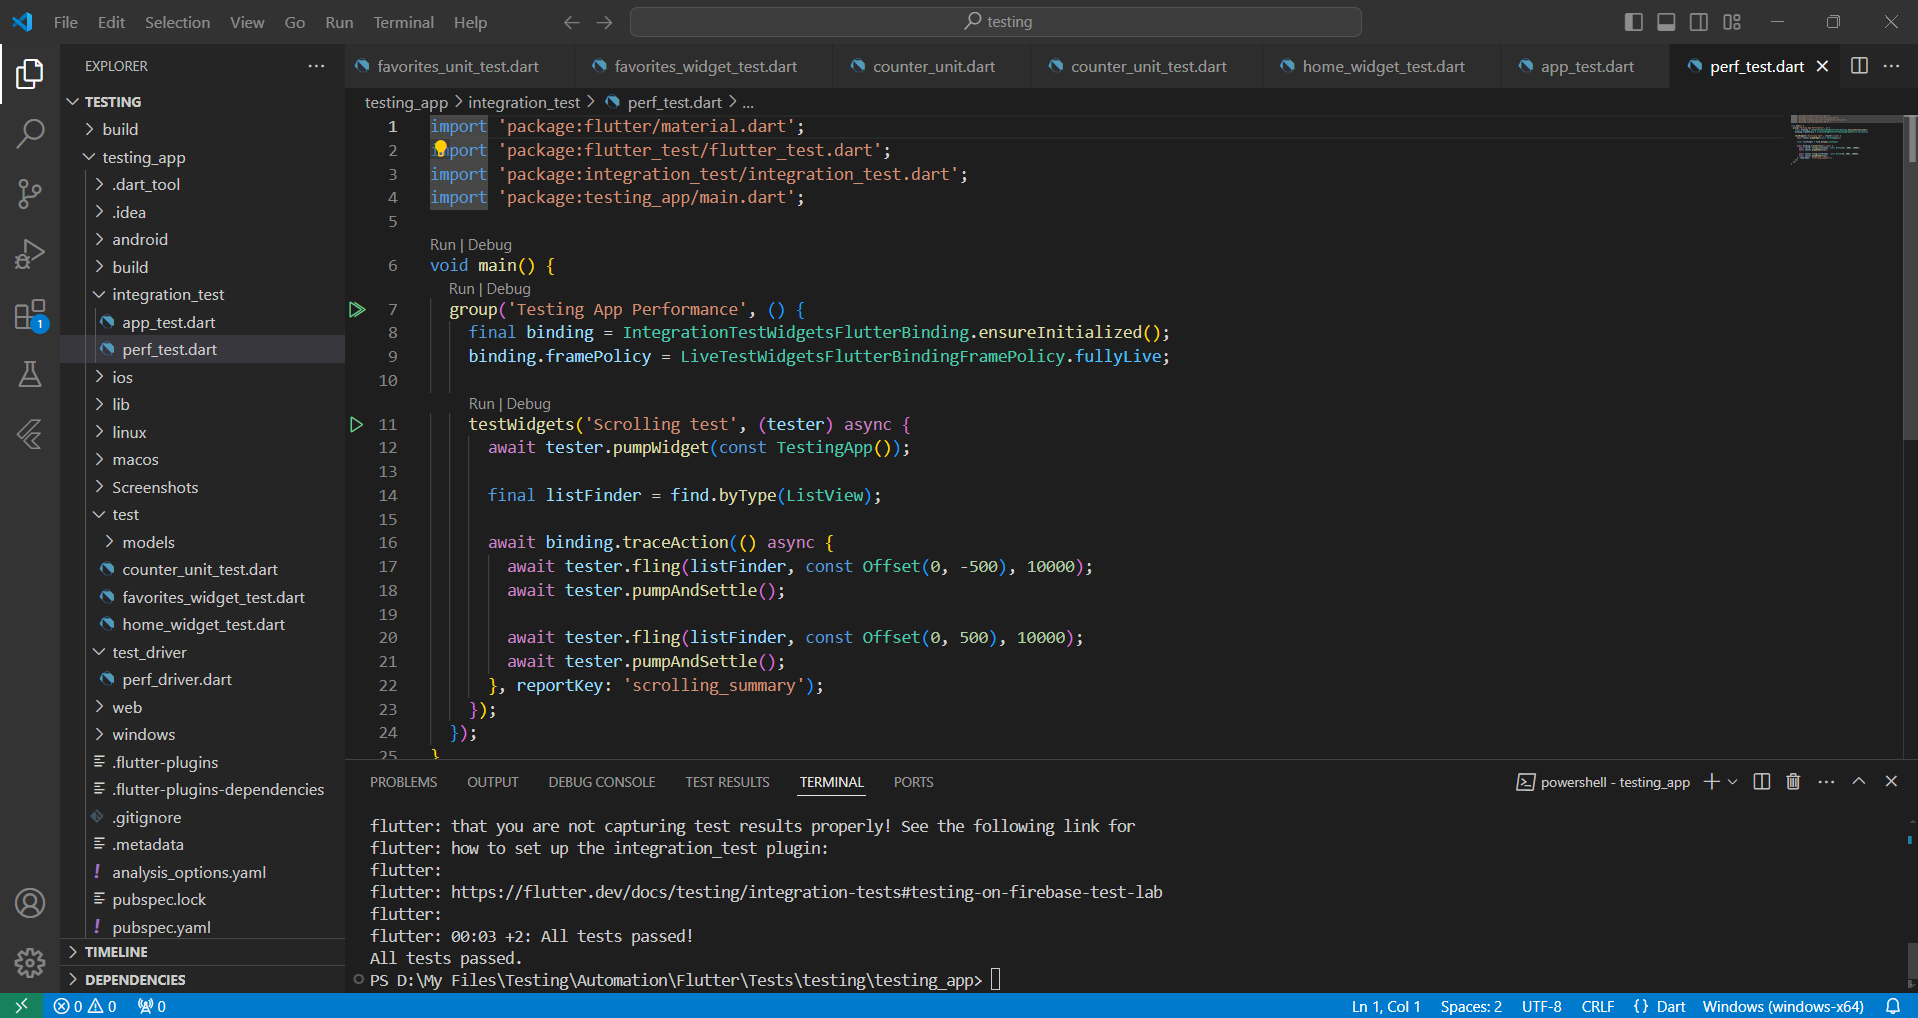 File Edit Selection View Go Run Terminal Help
testing
EXPLORER
favorites_unit_test.dart favorites_widget_test.dart counter_unit.dart counter_unit_test.dart home_widget_test.dart app_test.dart perf_test.dart
TESTING
build
testing_app
.dart_tool
.idea
android
build
integration_test
app_test.dart
perf_test.dart
ios
lib
linux
macos
Screenshots
test
models
counter_unit_test.dart
favorites_widget_test.dart
home_widget_test.dart
test_driver
perf_driver.dart
web
windows
.flutter-plugins
.flutter-plugins-dependencies
.gitignore
.metadata
! analysis_options.yaml
pubspec.lock
! pubspec.yaml
TIMELINE
DEPENDENCIES
1
testing_app > integration_test > perf_test.dart > ...
1 import 'package:flutter/material.dart';
2 import 'package:flutter_test/flutter_test.dart';
3 import 'package:integration_test/integration_test.dart';
4 import 'package:testing_app/main.dart';
5
Run | Debug
6 void main() {
Run | Debug
7 group('Testing App Performance', () {
8 final binding = IntegrationTestWidgetsFlutterBinding.ensureInitialized();
9 binding.framePolicy = LiveTestWidgetsFlutterBindingFramePolicy.fullyLive;
10
Run | Debug
11 testWidgets('Scrolling test', (tester) async {
12 await tester.pumpWidget(const TestingApp());
13
14 final listFinder = find.byType(ListView);
15
16 await binding.traceAction(() async {
17 await tester.fling(listFinder, const Offset(0, -500), 10000);
18 await tester.pumpAndSettle();
19
20 await tester.fling(listFinder, const Offset(0, 500), 10000);
21 await tester.pumpAndSettle();
22 }, reportKey: 'scrolling_summary');
23 });
24 });
25 }
PROBLEMS OUTPUT DEBUG CONSOLE TEST RESULTS TERMINAL PORTS
powershell - testing_app
flutter: that you are not capturing test results properly! See the following link for
flutter: how to set up the integration_test plugin:
flutter:
flutter: https://flutter.dev/docs/testing/integration-tests#testing-on-firebase-test-lab
flutter:
flutter: 00:03 +2: All tests passed!
All tests passed.
PS D:\My Files\Testing\Automation\Flutter\Tests\testing\testing_app>
0 0 0
Ln 1, Col 1 Spaces: 2 UTF-8 CRLF {} Dart Windows (windows-x64)